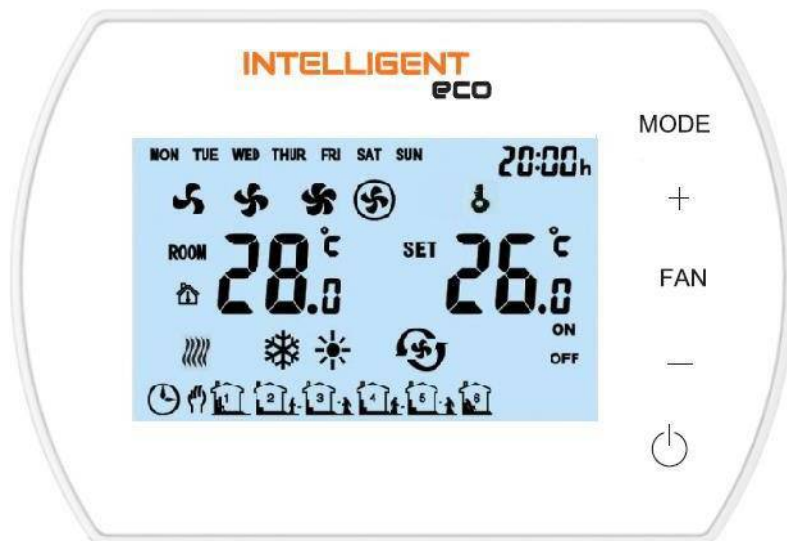 INTELLIGENT
eco
MODE
MON TUE WED THUR FRI SAT SUN 20:00h
+
ROOM 28.0°C SET 26.0°C
FAN
ON
OFF
−
1 2 3 4 5 6